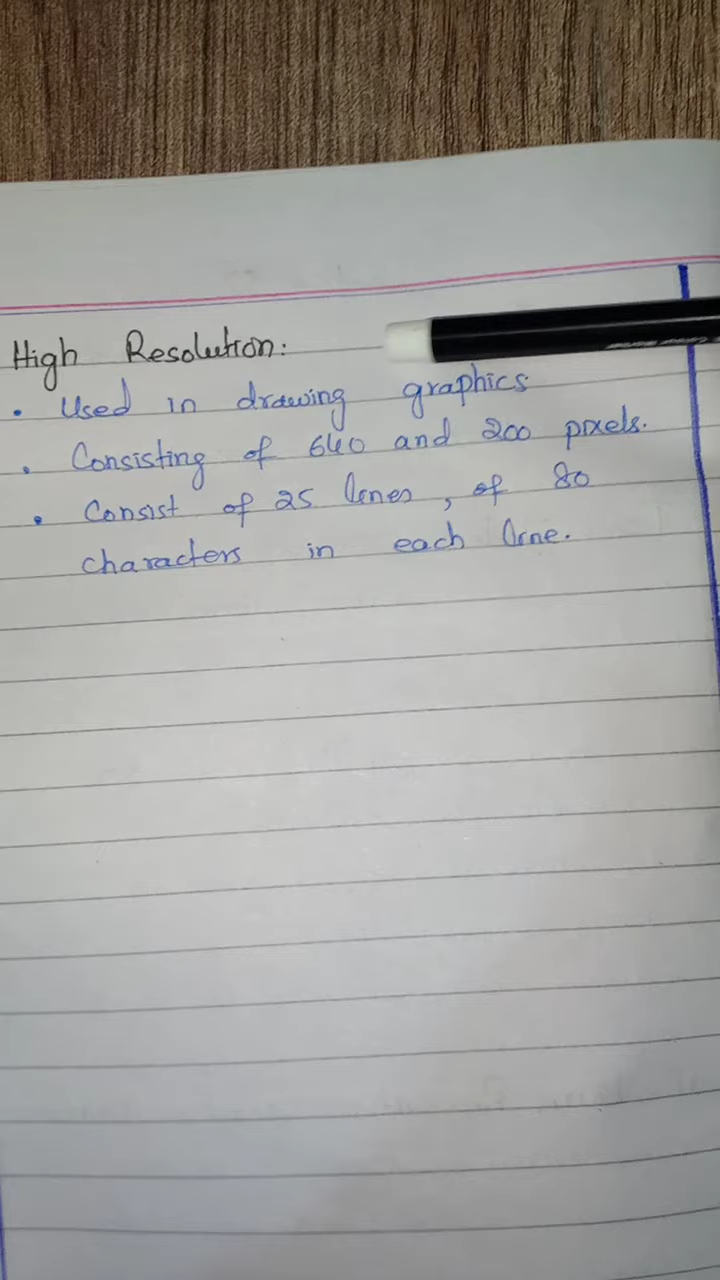 High Resolution:
• Used in drawing graphics
• Consisting of 640 and 200 pixels.
• Consist of 25 lines, of 80
characters in each line.